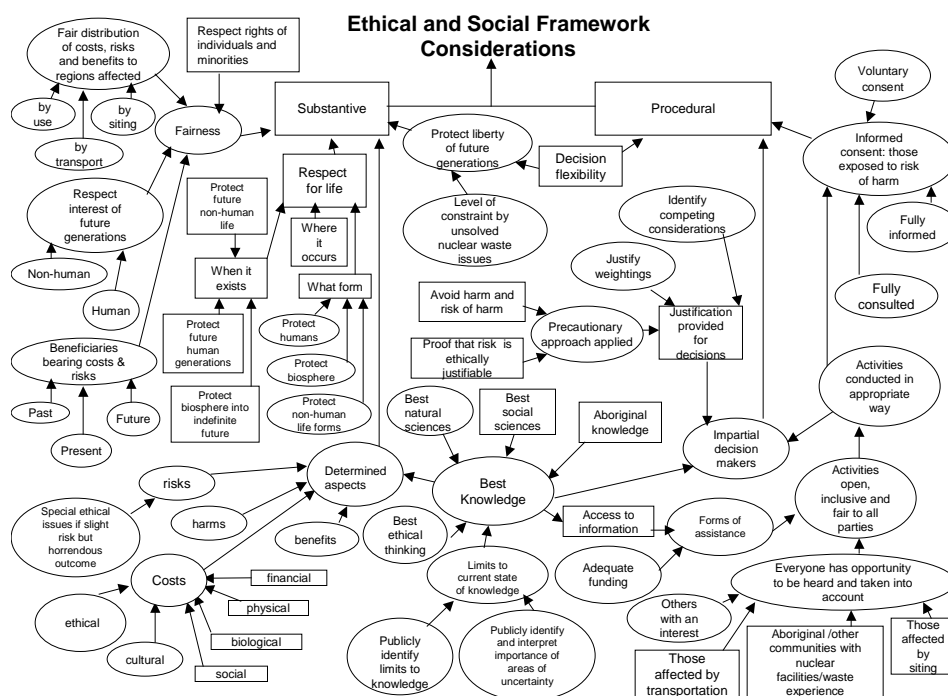 Ethical and Social Framework
Considerations
Fair distribution
of costs, risks
and benefits to
regions affected
Respect rights of
individuals and
minorities
by
use
by
siting
by
transport
Fairness
Substantive
Procedural
Voluntary
consent
Protect liberty
of future
generations
Decision
flexibility
Informed
consent: those
exposed to risk
of harm
Respect
for life
Protect
future
non-human
life
Respect
interest of
future
generations
Where
it
occurs
Level of
constraint by
unsolved
nuclear waste
issues
Identify
competing
considerations
Fully
informed
Non-human
Human
When it
exists
What form
Justify
weightings
Fully
consulted
Avoid harm and
risk of harm
Precautionary
approach applied
Justification
provided
for
decisions
Proof that risk is
ethically
justifiable
Protect
future
human
generations
Protect
humans
Protect
biosphere
Beneficiaries
bearing costs &
risks
Past
Present
Future
Protect
biosphere into
indefinite
future
Protect
non-human
life forms
Best
natural
sciences
Best
social
sciences
Aboriginal
knowledge
Activities
conducted in
appropriate
way
Impartial
decision
makers
risks
Determined
aspects
Best
Knowledge
Activities
open,
inclusive and
fair to all
parties
Special ethical
issues if slight
risk but
horrendous
outcome
harms
benefits
Best
ethical
thinking
Access to
information
Forms of
assistance
Adequate
funding
Limits to
current state
of knowledge
Everyone has opportunity
to be heard and taken into
account
Costs
financial
physical
biological
social
cultural
ethical
Publicly
identify
limits to
knowledge
Publicly identify
and interpret
importance of
areas of
uncertainty
Others
with an
interest
Those
affected by
transportation
Aboriginal /other
communities with
nuclear
facilities/waste
experience
Those
affected
by
siting